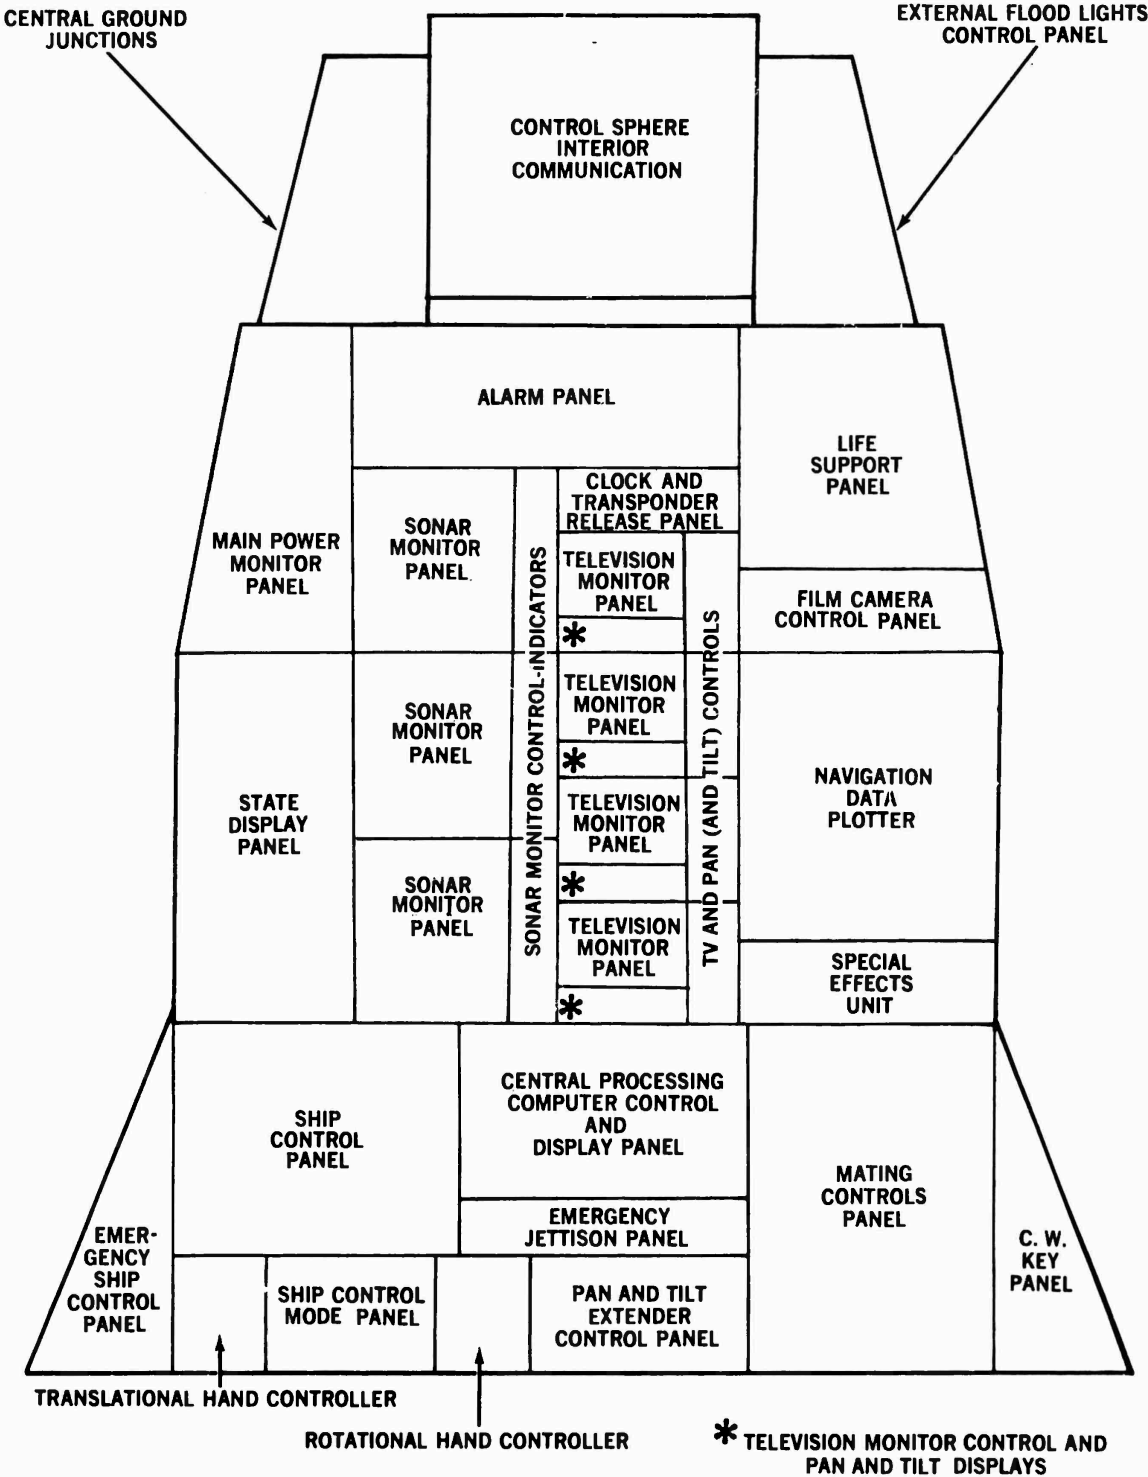 CENTRAL GROUND
JUNCTIONS
EXTERNAL FLOOD LIGHTS
CONTROL PANEL
CONTROL SPHERE
INTERIOR
COMMUNICATION
ALARM PANEL
LIFE
SUPPORT
PANEL
MAIN POWER
MONITOR
PANEL
SONAR
MONITOR
PANEL
SONAR MONITOR CONTROL-INDICATORS
CLOCK AND
TRANSPONDER
RELEASE PANEL
TELEVISION
MONITOR
PANEL
*
TV AND PAN (AND TILT) CONTROLS
FILM CAMERA
CONTROL PANEL
STATE
DISPLAY
PANEL
SONAR
MONITOR
PANEL
TELEVISION
MONITOR
PANEL
*
NAVIGATION
DATA
PLOTTER
TELEVISION
MONITOR
PANEL
*
SONAR
MONITOR
PANEL
TELEVISION
MONITOR
PANEL
*
SPECIAL
EFFECTS
UNIT
SHIP
CONTROL
PANEL
CENTRAL PROCESSING
COMPUTER CONTROL
AND
DISPLAY PANEL
MATING
CONTROLS
PANEL
EMERGENCY
JETTISON PANEL
EMER-
GENCY
SHIP
CONTROL
PANEL
C. W.
KEY
PANEL
SHIP CONTROL
MODE PANEL
PAN AND TILT
EXTENDER
CONTROL PANEL
TRANSLATIONAL HAND CONTROLLER
ROTATIONAL HAND CONTROLLER
* TELEVISION MONITOR CONTROL AND
PAN AND TILT DISPLAYS